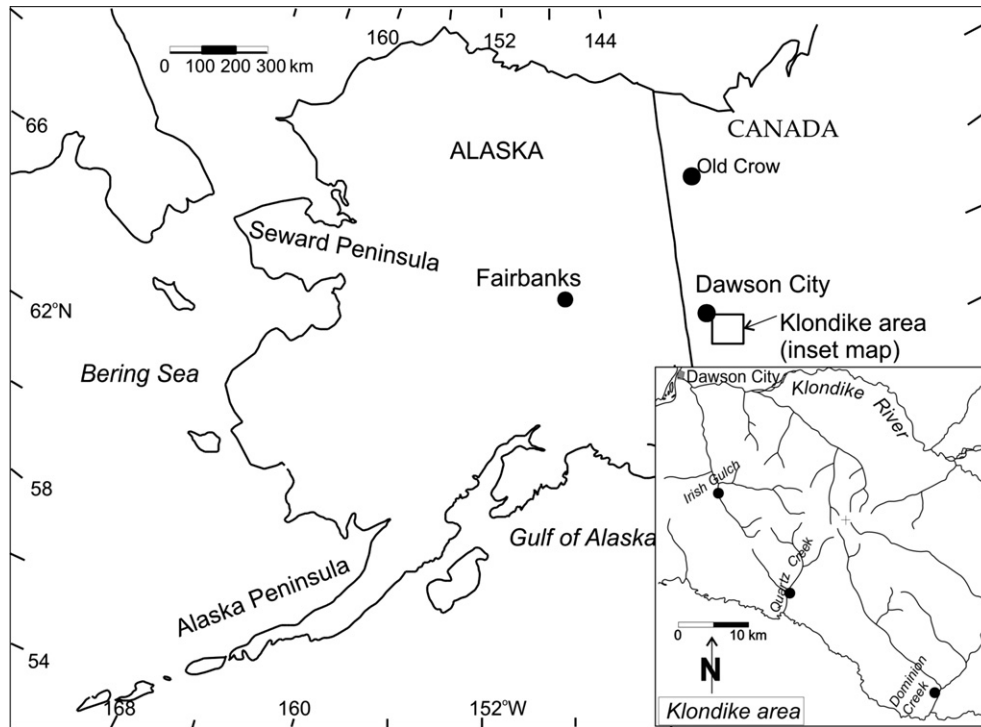 160
152
144
0 100 200 300 km
66
CANADA
ALASKA
Old Crow
Seward Peninsula
Fairbanks
Dawson City
62°N
Klondike area
(inset map)
Bering Sea
Dawson City
Klondike
River
Irish Gulch
58
Gulf of Alaska
Quartz Creek
Alaska Peninsula
0 10 km
54
N
Dominion
Creek
Klondike area
168
160
152°W